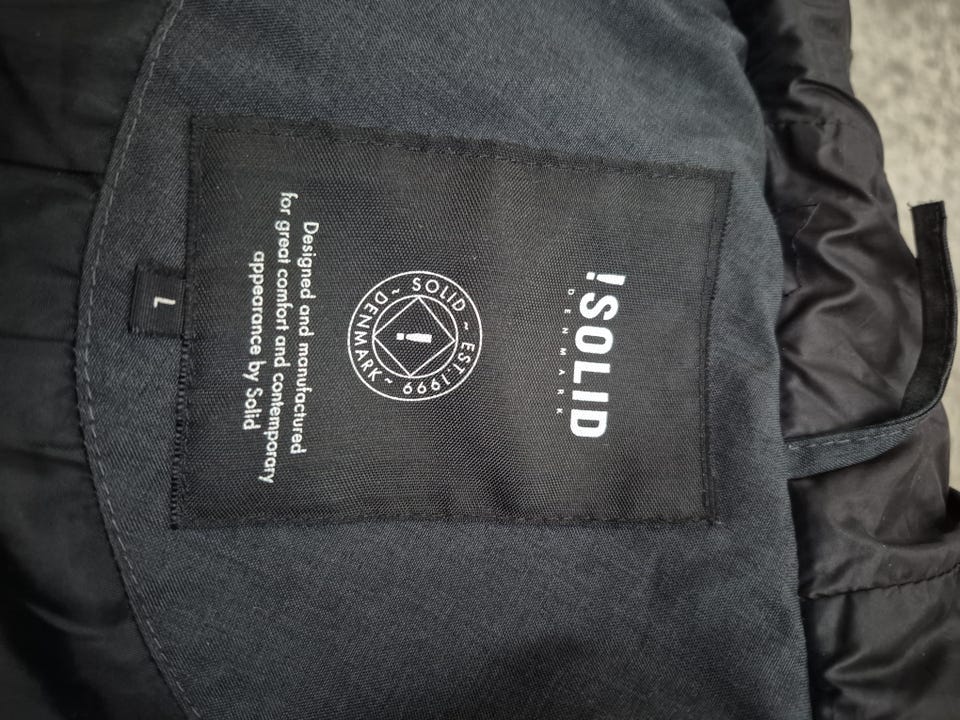 !SOLID
DENMARK
SOLID ~ EST.1999 ~ DENMARK ~
!
Designed and manufactured
for great comfort and contemporary
appearance by Solid
L